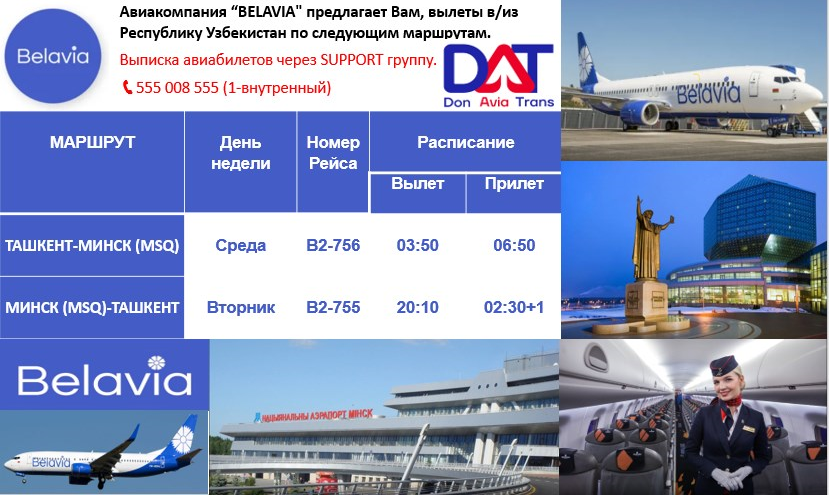 Belavia
Авиакомпания “BELAVIA" предлагает Вам, вылеты в/из
Республику Узбекистан по следующим маршрутам.
Выписка авиабилетов через SUPPORT группу.
555 008 555 (1-внутренный)
DAT
Don Avia Trans
МАРШРУТ
День
недели
Номер
Рейса
Расписание
Вылет
Прилет
ТАШКЕНТ-МИНСК (MSQ)
Среда
B2-756
03:50
06:50
МИНСК (MSQ)-ТАШКЕНТ
Вторник
B2-755
20:10
02:30+1
Belavia
Belavia
Belavia
НАЦЫЯНАЛЬНЫ АЭРАПОРТ МІНСК